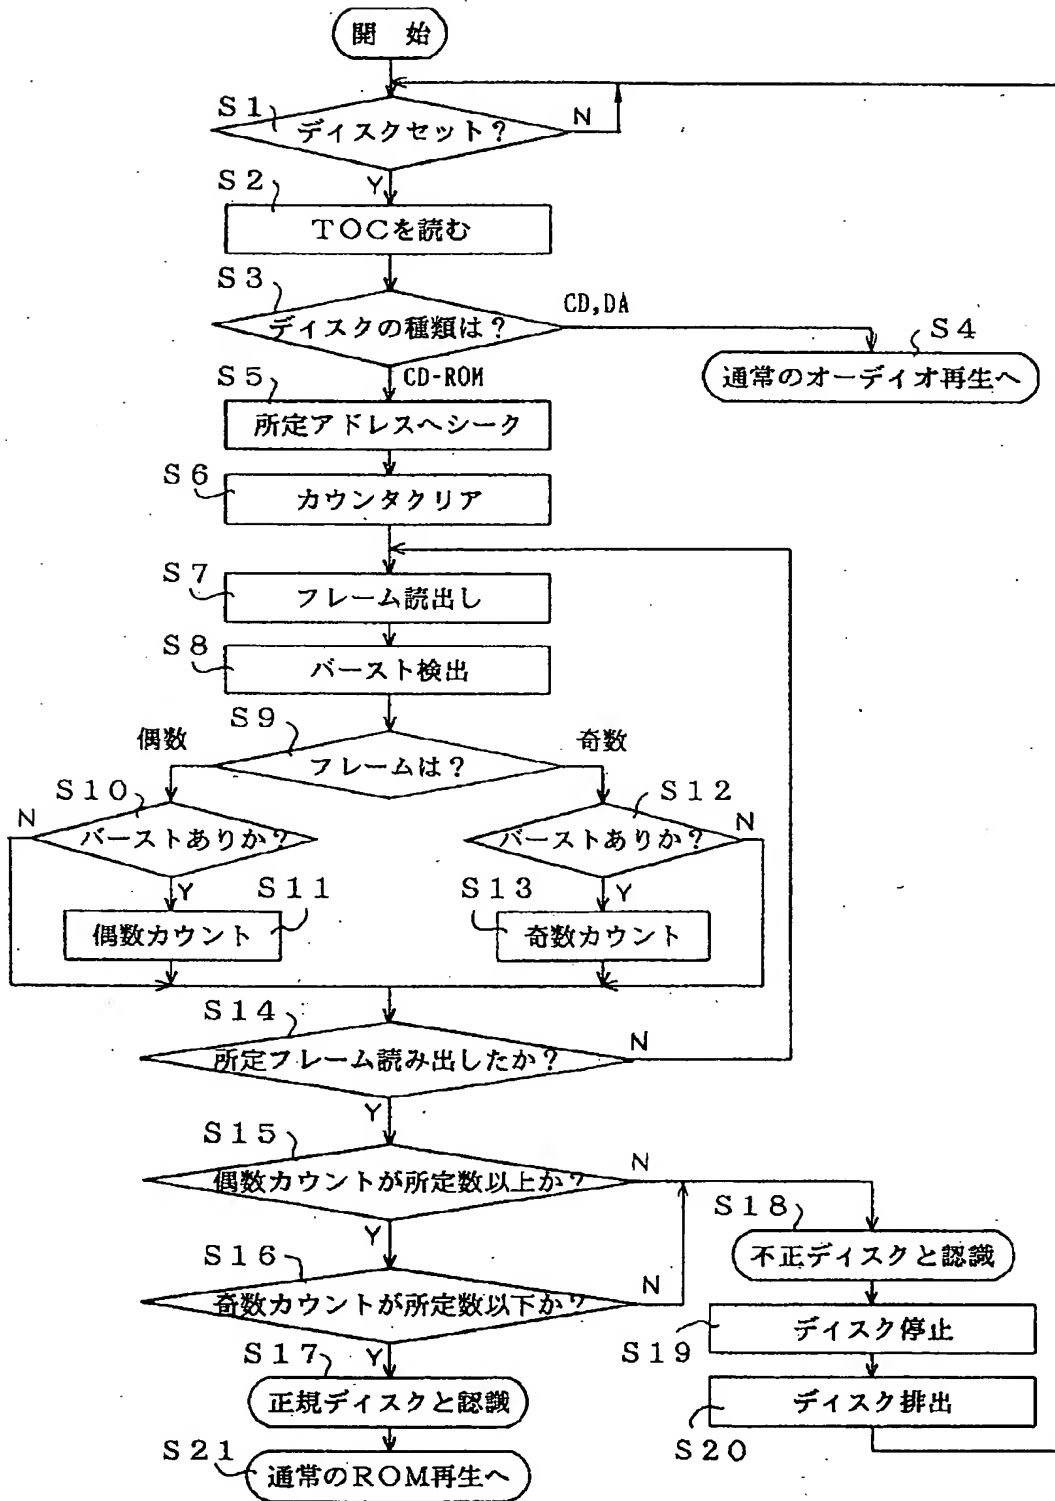 開 始
S1
ディスクセット?
N
Y
S2
TOCを読む
S3
ディスクの種類は?
CD,DA
S4
通常のオーディオ再生へ
CD-ROM
S5
所定アドレスへシーク
S6
カウンタクリア
S7
フレーム読出し
S8
バースト検出
S9
偶数
フレームは?
奇数
S10
N
バーストありか?
S12
バーストありか?
N
Y
S11
偶数カウント
Y
S13
奇数カウント
S14
所定フレーム読み出したか?
N
Y
S15
偶数カウントが所定数以上か?
N
Y
S16
奇数カウントが所定数以下か?
N
Y
S18
不正ディスクと認識
S19
ディスク停止
S20
ディスク排出
S17
正規ディスクと認識
S21
通常のROM再生へ